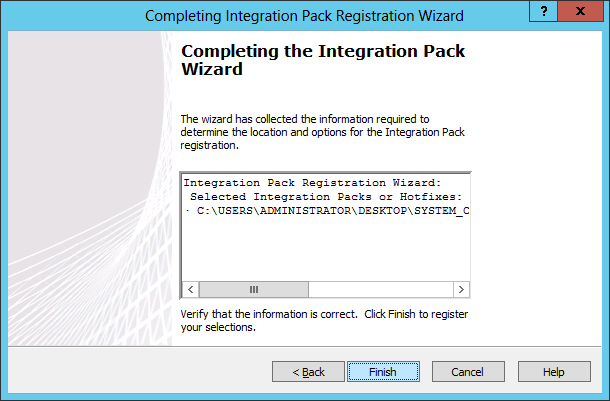 Completing Integration Pack Registration Wizard
?
x
Completing the Integration Pack
Wizard
The wizard has collected the information required to
determine the location and options for the Integration Pack
registration.
Integration Pack Registration Wizard:
Selected Integration Packs or Hotfixes:
· C:\USERS\ADMINISTRATOR\DESKTOP\SYSTEM_C
Verify that the information is correct.  Click Finish to register
your selections.
< Back
Finish
Cancel
Help